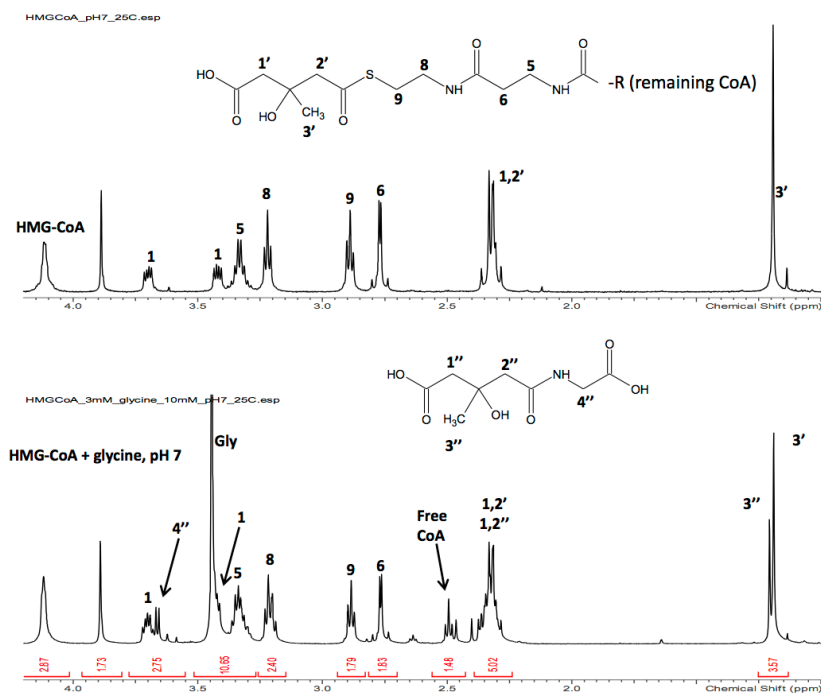 HMGCoA_pH7_25C.esp
1'
2'
8
O
O
5
HO
S
NH
NH
-R (remaining CoA)
O
HO
CH3
O
9
6
3'
1,2'
3'
HMG-CoA
1
1
5
8
9
6
4.0
3.5
3.0
2.5
2.0
Chemical Shift (ppm)
1''
2''
O
HO
NH
OH
O
H3C
OH
O
4''
3''
HMGCoA_3mM_glycine_10mM_pH7_25C.esp
Gly
HMG-CoA + glycine, pH 7
3'
4''
1
1,2'
1,2''
3''
Free
CoA
1
5
8
9
6
2.87
1.73
2.75
10.65
2.40
1.79
1.83
1.48
5.02
3.57
4.0
3.5
3.0
2.5
2.0
Chemical Shift (ppm)